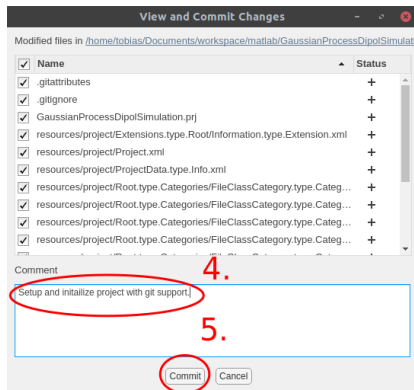 View and Commit Changes
Modified files in /home/tobias/Documents/workspace/matlab/GaussianProcessDipolSimulat
Name Status
.gitattributes +
.gitignore +
GaussianProcessDipolSimulation.prj +
resources/project/Extensions.type.Root/Information.type.Extension.xml +
resources/project/Project.xml +
resources/project/ProjectData.type.Info.xml +
resources/project/Root.type.Categories/FileClassCategory.type.Categ... +
resources/project/Root.type.Categories/FileClassCategory.type.Categ... +
resources/project/Root.type.Categories/FileClassCategory.type.Categ... +
resources/project/Root.type.Categories/FileClassCategory.type.Categ... +
Comment
4.
Setup and initailize project with git support.
5.
Commit Cancel